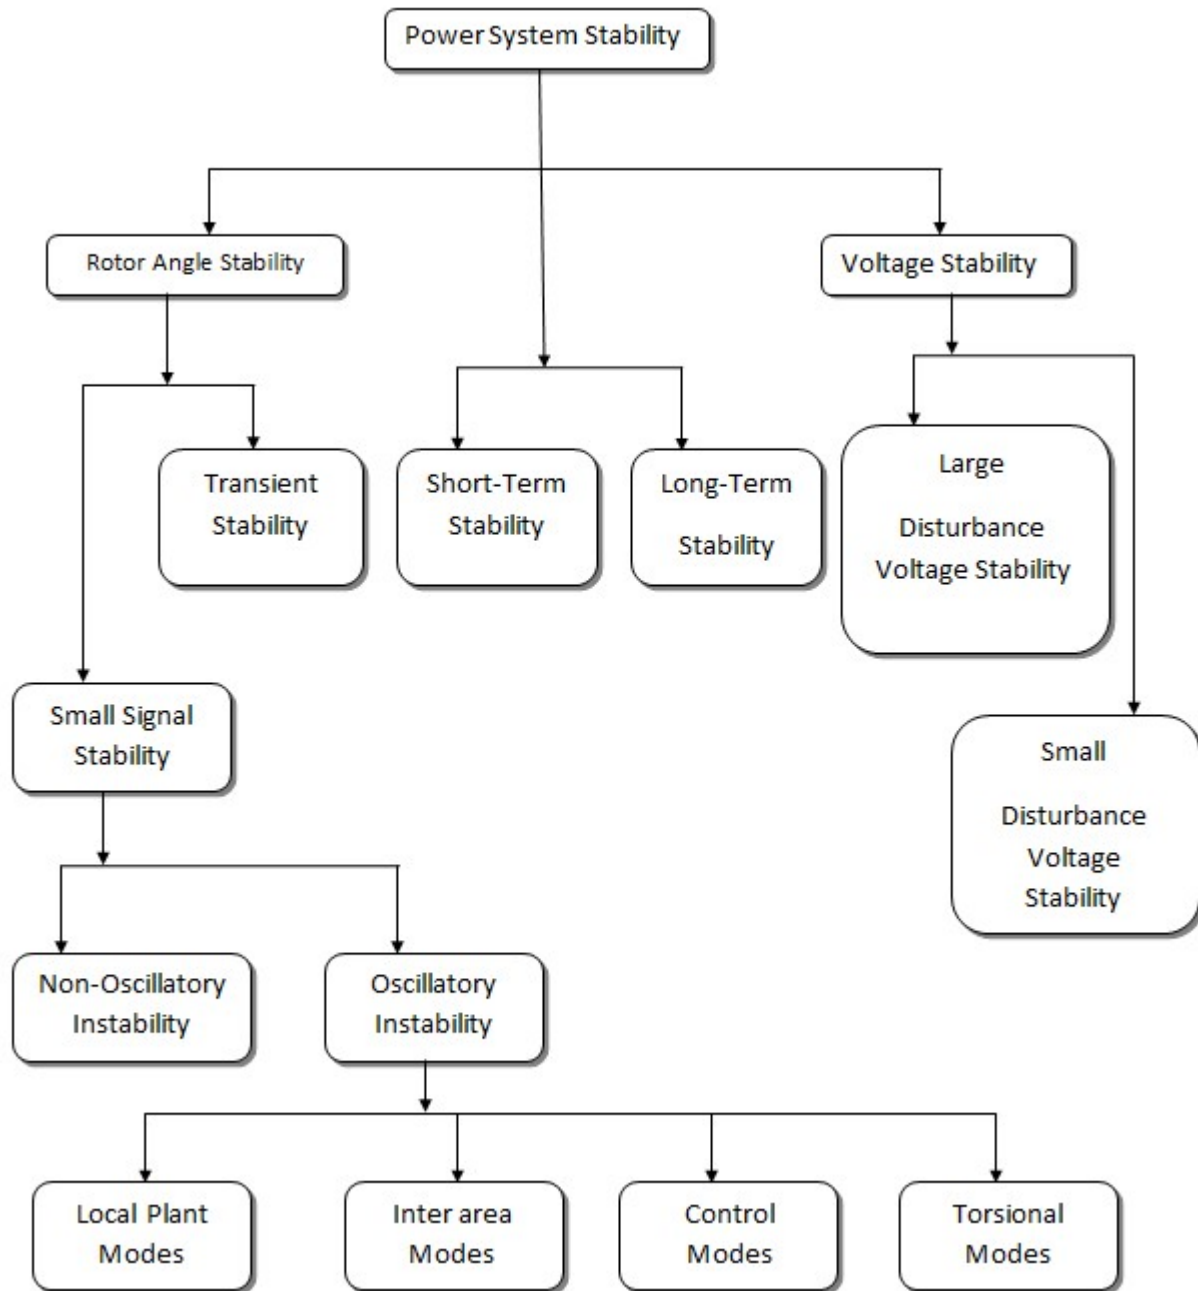 Power System Stability
Rotor Angle Stability
Voltage Stability
Transient
Stability
Short-Term
Stability
Long-Term
Stability
Large
Disturbance
Voltage Stability
Small Signal
Stability
Small
Disturbance
Voltage
Stability
Non-Oscillatory
Instability
Oscillatory
Instability
Local Plant
Modes
Inter area
Modes
Control
Modes
Torsional
Modes